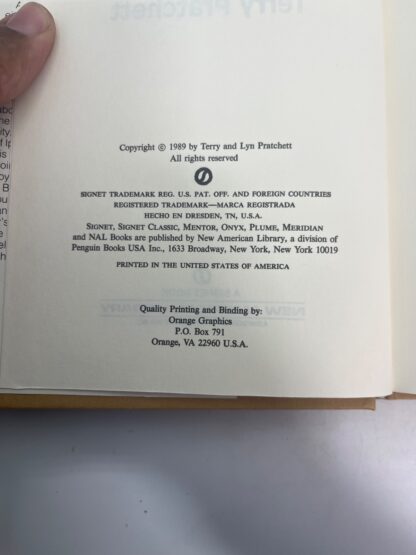 Terry Pratchett
Copyright © 1989 by Terry and Lyn Pratchett
All rights reserved
SIGNET TRADEMARK REG. U.S. PAT. OFF. AND FOREIGN COUNTRIES
REGISTERED TRADEMARK—MARCA REGISTRADA
HECHO EN DRESDEN, TN, U.S.A.
SIGNET, SIGNET CLASSIC, MENTOR, ONYX, PLUME, MERIDIAN
and NAL BOOKS are published by New American Library, a division of
Penguin Books USA Inc., 1633 Broadway, New York, New York 10019
PRINTED IN THE UNITED STATES OF AMERICA
Quality Printing and Binding by:
Orange Graphics
P.O. Box 791
Orange, VA 22960 U.S.A.